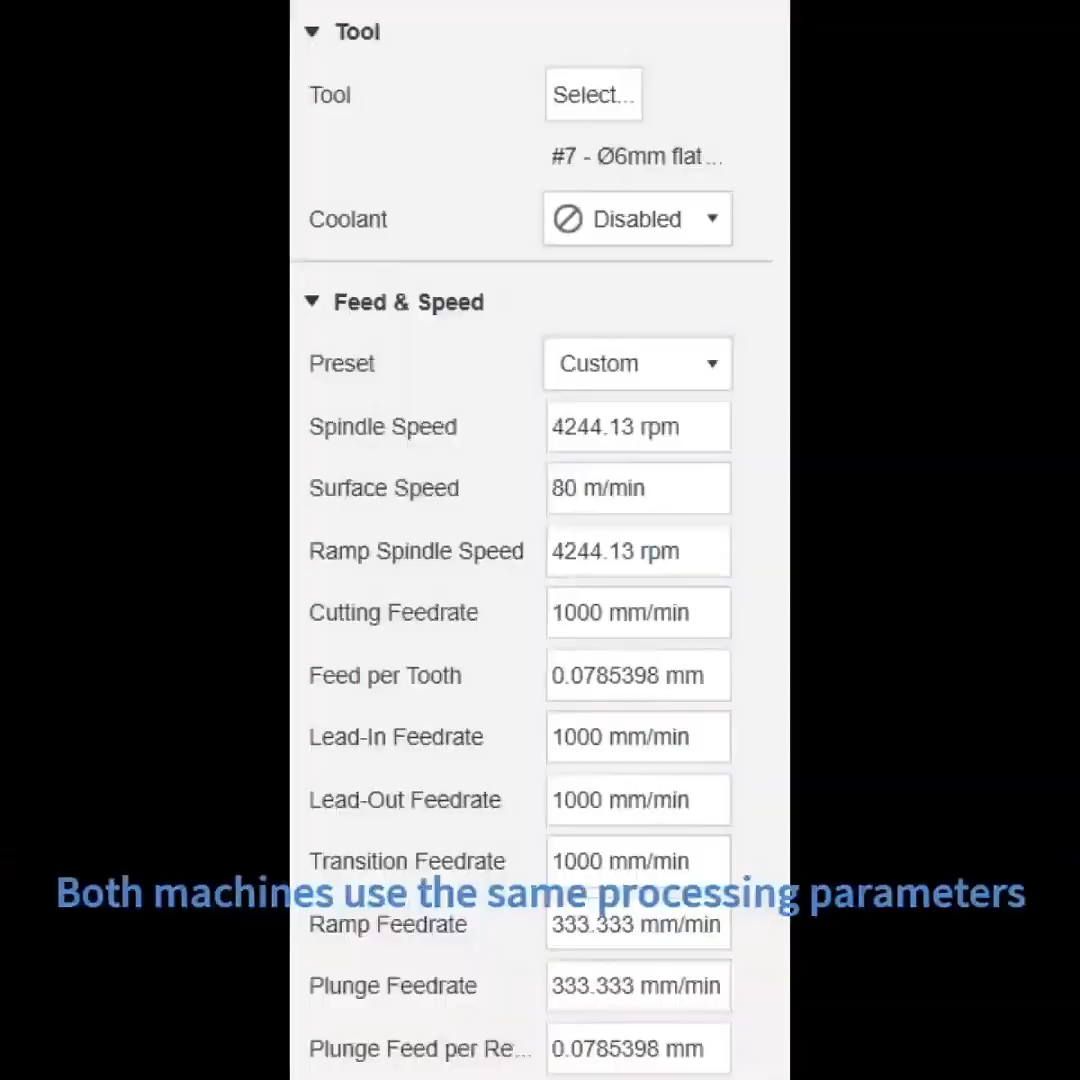 Tool
Tool Select...
#7 - Ø6mm flat ...
Coolant Disabled
Feed & Speed
Preset Custom
Spindle Speed 4244.13 rpm
Surface Speed 80 m/min
Ramp Spindle Speed 4244.13 rpm
Cutting Feedrate 1000 mm/min
Feed per Tooth 0.0785398 mm
Lead-In Feedrate 1000 mm/min
Lead-Out Feedrate 1000 mm/min
Transition Feedrate 1000 mm/min
Both machines use the same processing parameters
Ramp Feedrate 333.333 mm/min
Plunge Feedrate 333.333 mm/min
Plunge Feed per Re... 0.0785398 mm